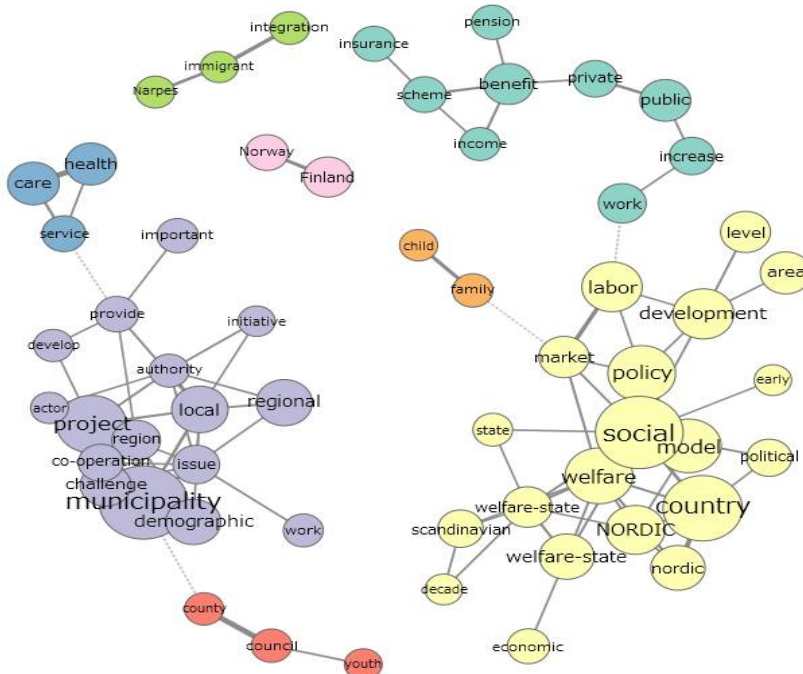 integration
immigrant
Narpes
pension
insurance
scheme
benefit
private
public
income
increase
work
Norway
Finland
health
care
service
important
provide
develop
initiative
authority
actor
project
local
regional
region
co-operation
issue
challenge
municipality
demographic
work
county
council
youth
child
family
level
area
labor
development
market
policy
early
state
social
model
political
welfare
welfare-state
country
scandinavian
NORDIC
welfare-state
nordic
decade
economic